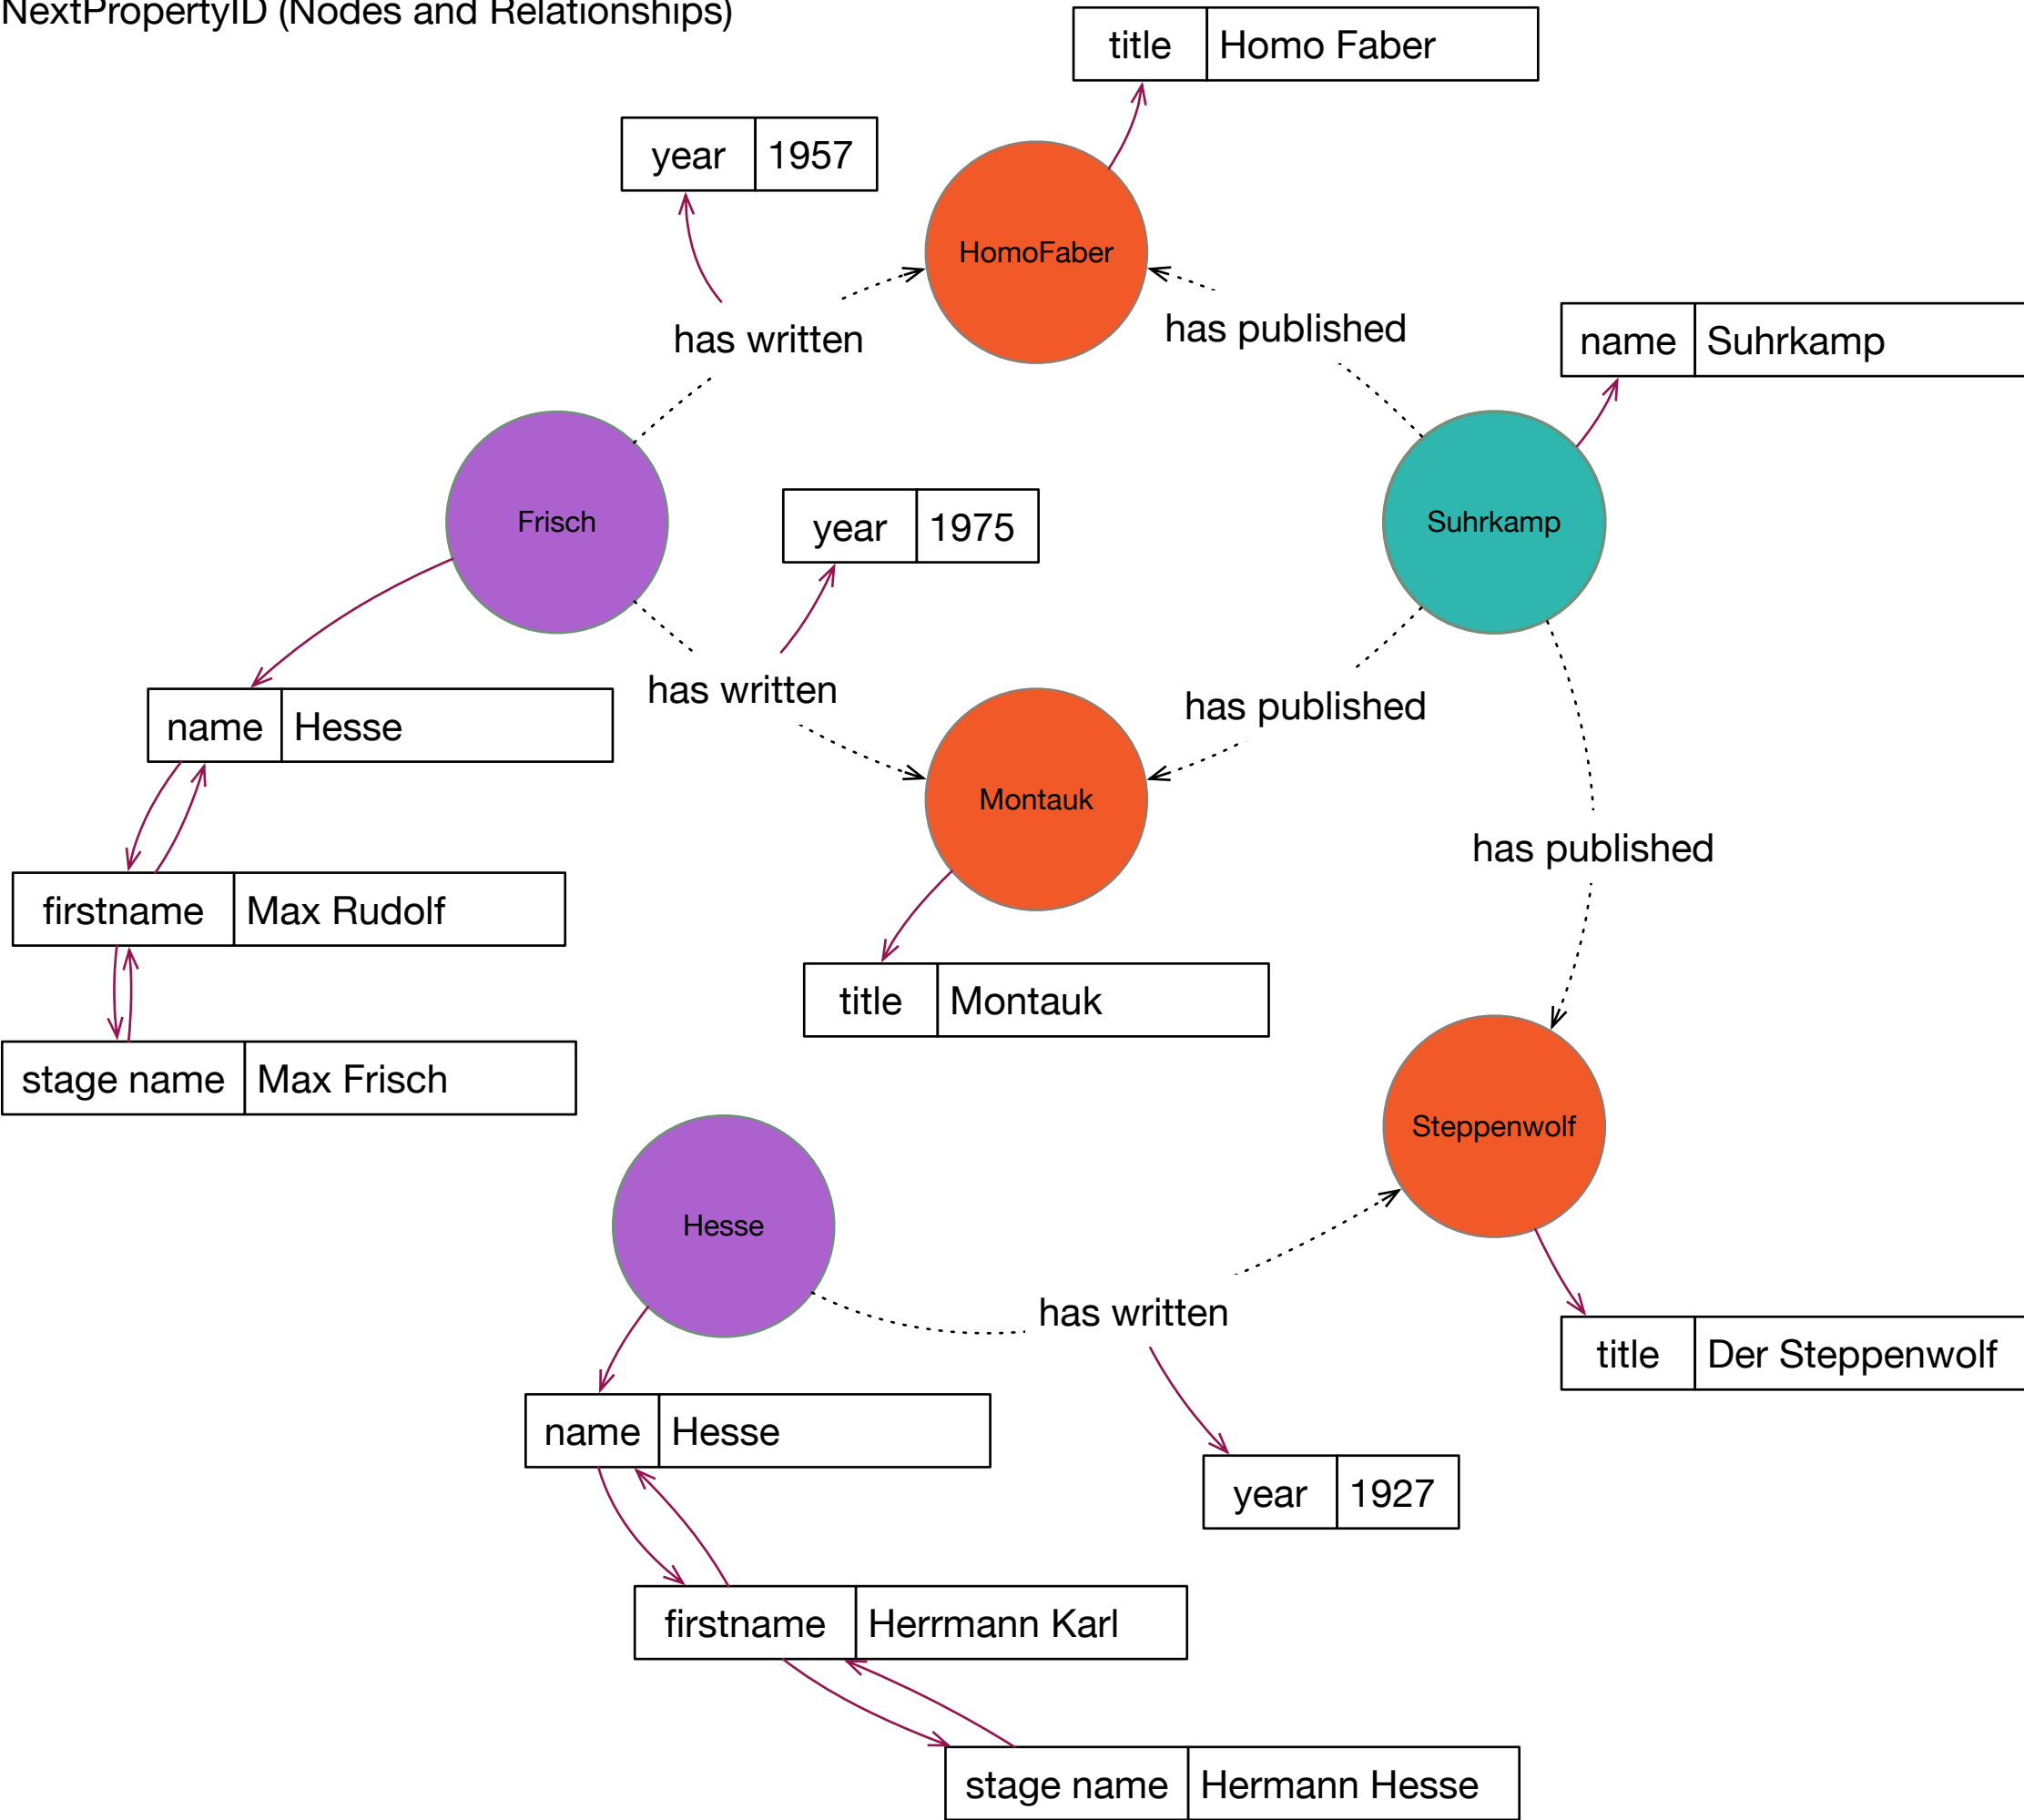 NextPropertyID (Nodes and Relationships)
title Homo Faber
year 1957
HomoFaber
has written
has published
name Suhrkamp
Frisch
year 1975
Suhrkamp
has written
has published
name Hesse
Montauk
has published
firstname Max Rudolf
title Montauk
stage name Max Frisch
Steppenwolf
Hesse
has written
title Der Steppenwolf
name Hesse
year 1927
firstname Herrmann Karl
stage name Hermann Hesse